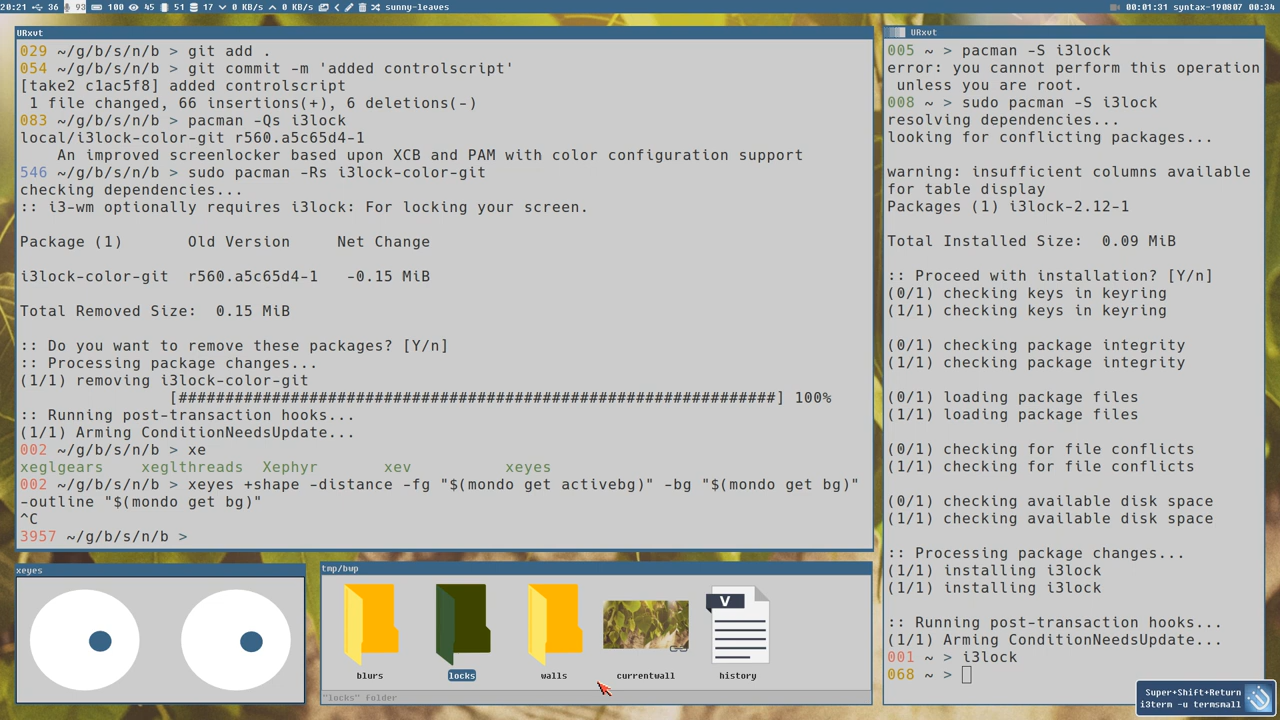 20:21 36 93 100 45 51 17 0 KB/s 0 KB/s sunny-leaves
00:01:31 syntax-190807 00:34
URxvt
029 ~/g/b/s/n/b > git add .
054 ~/g/b/s/n/b > git commit -m 'added controlscript'
[take2 c1ac5f8] added controlscript
1 file changed, 66 insertions(+), 6 deletions(-)
083 ~/g/b/s/n/b > pacman -Qs i3lock
local/i3lock-color-git r560.a5c65d4-1
An improved screenlocker based upon XCB and PAM with color configuration support
546 ~/g/b/s/n/b > sudo pacman -Rs i3lock-color-git
checking dependencies...
:: i3-wm optionally requires i3lock: For locking your screen.
Package (1) Old Version Net Change
i3lock-color-git r560.a5c65d4-1 -0.15 MiB
Total Removed Size: 0.15 MiB
:: Do you want to remove these packages? [Y/n]
:: Processing package changes...
(1/1) removing i3lock-color-git
[################################################################] 100%
:: Running post-transaction hooks...
(1/1) Arming ConditionNeedsUpdate...
002 ~/g/b/s/n/b > xe
xeglgears xeglthreads Xephyr xev xeyes
002 ~/g/b/s/n/b > xeyes +shape -distance -fg "$(mondo get activebg)" -bg "$(mondo get bg)"
-outline "$(mondo get bg)"
^C
3957 ~/g/b/s/n/b >
URxvt
005 ~ > pacman -S i3lock
error: you cannot perform this operation
unless you are root.
008 ~ > sudo pacman -S i3lock
resolving dependencies...
looking for conflicting packages...
warning: insufficient columns available
for table display
Packages (1) i3lock-2.12-1
Total Installed Size: 0.09 MiB
:: Proceed with installation? [Y/n]
(0/1) checking keys in keyring
(1/1) checking keys in keyring
(0/1) checking package integrity
(1/1) checking package integrity
(0/1) loading package files
(1/1) loading package files
(0/1) checking for file conflicts
(1/1) checking for file conflicts
(0/1) checking available disk space
(1/1) checking available disk space
:: Processing package changes...
(0/1) installing i3lock
(1/1) installing i3lock
:: Running post-transaction hooks...
(1/1) Arming ConditionNeedsUpdate...
001 ~ > i3lock
068 ~ >
xeyes
tmp/bwp
blurs
locks
walls
currentwall
V
history
"locks" Folder
Super+Shift+Return
i3term -u termsmall